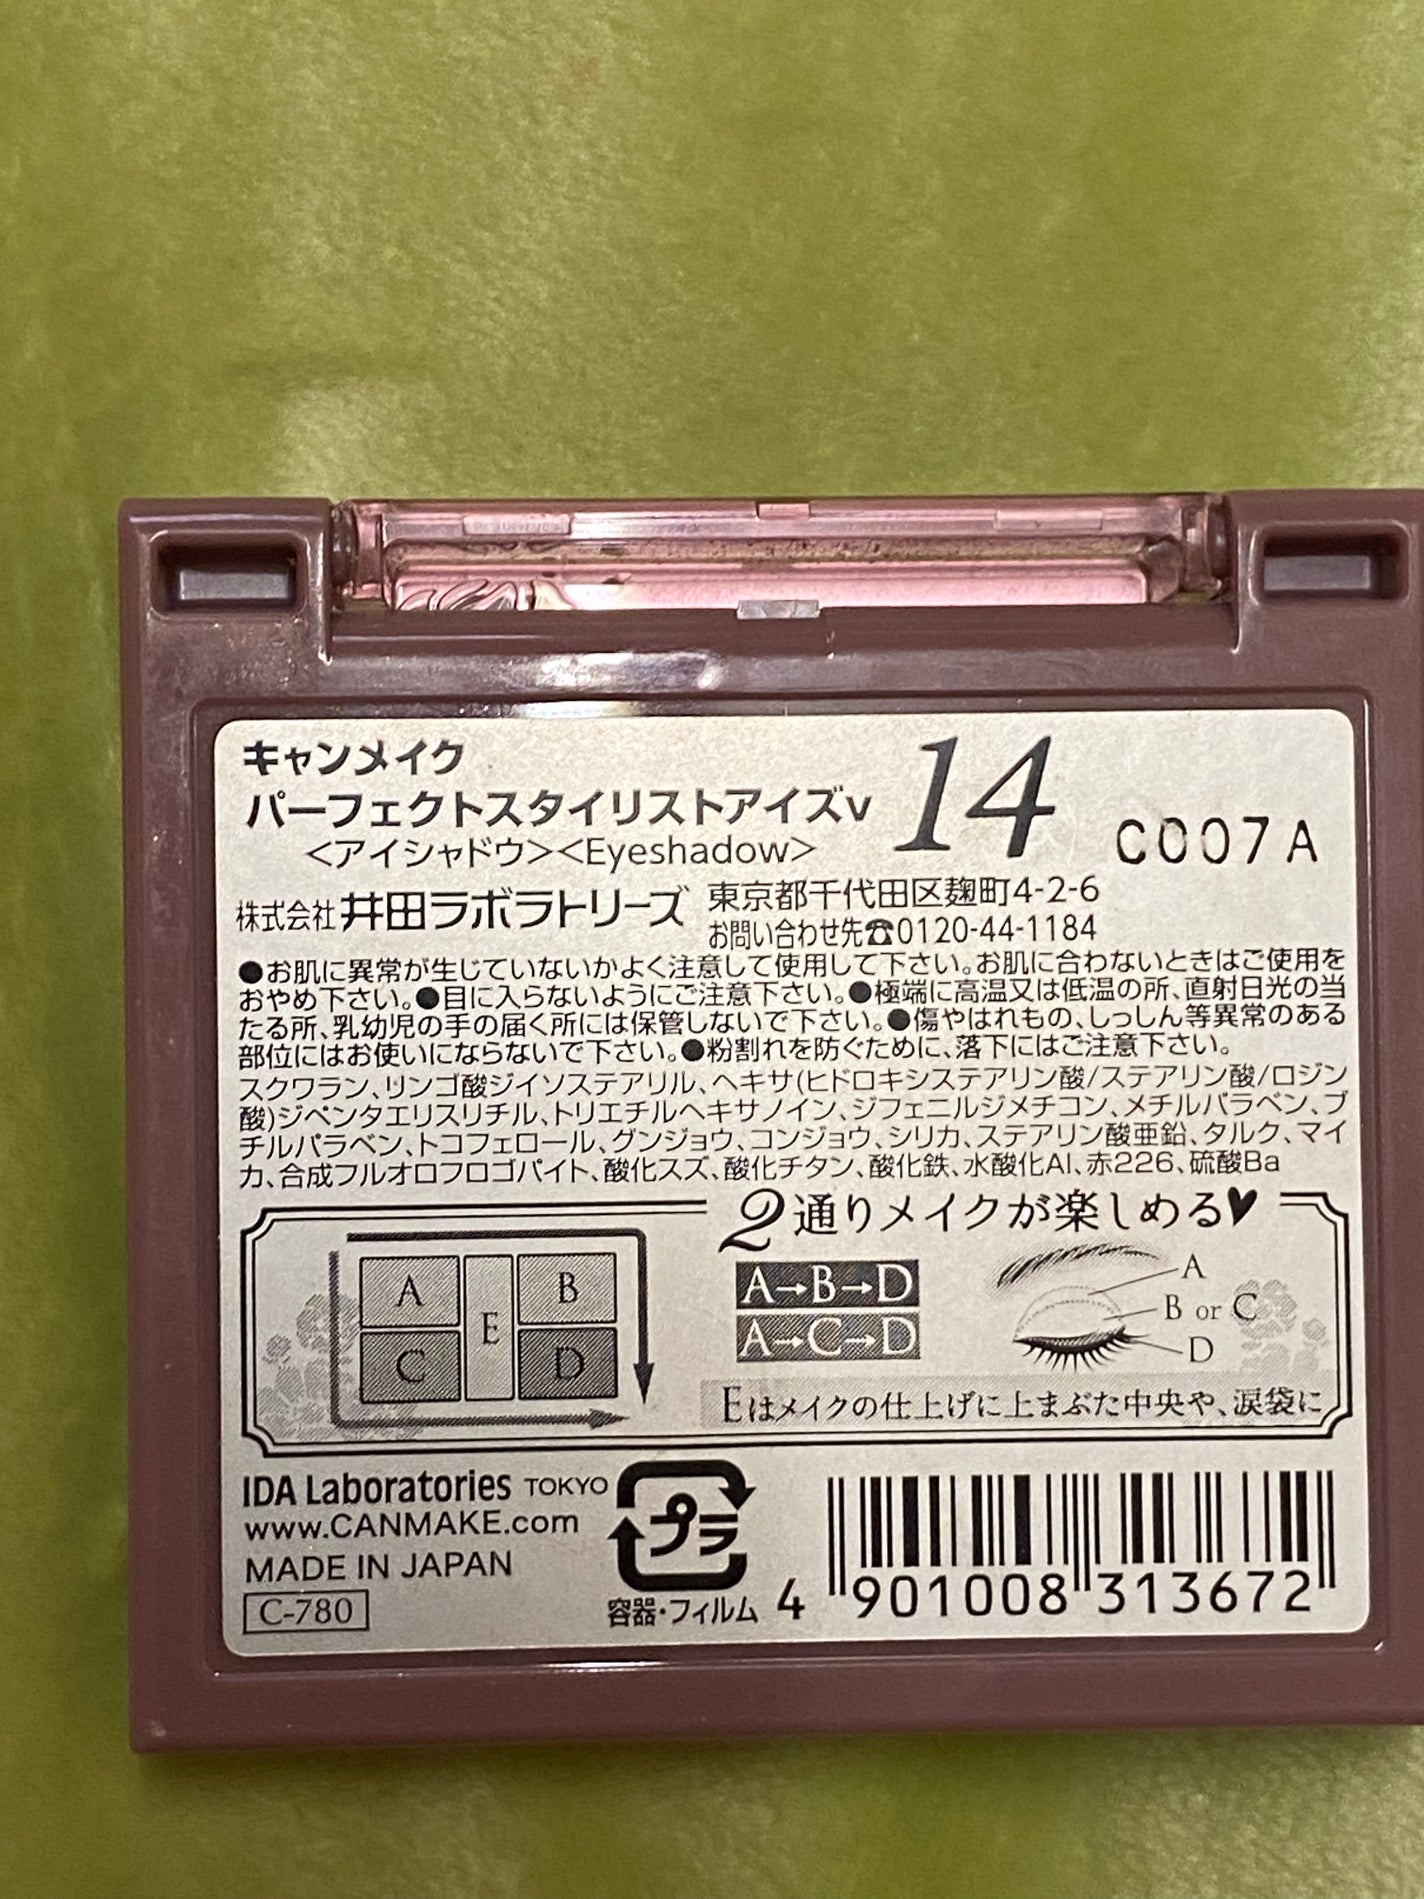 キャンメイク
パーフェクトスタイリストアイズv
14
C007A
<アイシャドウ><Eyeshadow>
株式会社 井田ラボラトリーズ
東京都千代田区麹町4-2-6
お問い合わせ先☎0120-44-1184
●お肌に異常が生じていないかよく注意して使用して下さい。お肌に合わないときはご使用を
おやめ下さい。●目に入らないようにご注意下さい。●極端に高温又は低温の所、直射日光の当
たる所、乳幼児の手の届く所には保管しないで下さい。●傷やはれもの、しっしん等異常のある
部位にはお使いにならないで下さい。●粉割れを防ぐために、落下にはご注意下さい。
スクワラン、リンゴ酸ジイソステアリル、ヘキサ(ヒドロキシステアリン酸/ステアリン酸/ロジン
酸)ジペンタエリスリチル、トリエチルヘキサノイン、ジフェニルジメチコン、メチルパラベン、ブ
チルパラベン、トコフェロール、グンジョウ、コンジョウ、シリカ、ステアリン酸亜鉛、タルク、マイ
カ、合成フルオロフロゴパイト、酸化スズ、酸化チタン、酸化鉄、水酸化Al、赤226、硫酸Ba
2通りメイクが楽しめる♥
A B
E
C D
A→B→D
A→C→D
A
B or C
D
Eはメイクの仕上げに上まぶた中央や、涙袋に
IDA Laboratories TOKYO
www.CANMAKE.com
MADE IN JAPAN
C-780
プラ
容器・フィルム
4 901008 313672